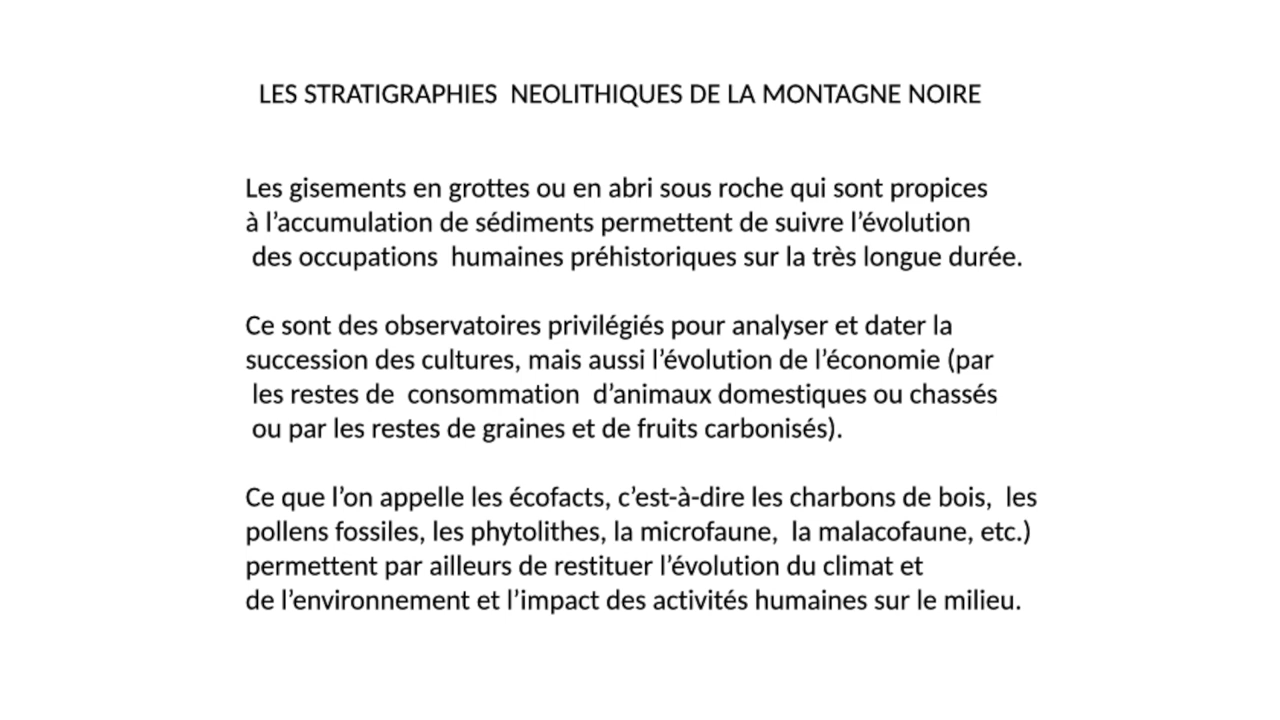 LES STRATIGRAPHIES  NEOLITHIQUES DE LA MONTAGNE NOIRE
Les gisements en grottes ou en abri sous roche qui sont propices
à l’accumulation de sédiments permettent de suivre l’évolution
des occupations  humaines préhistoriques sur la très longue durée.
Ce sont des observatoires privilégiés pour analyser et dater la
succession des cultures, mais aussi l’évolution de l’économie (par
les restes de  consommation  d’animaux domestiques ou chassés
ou par les restes de graines et de fruits carbonisés).
Ce que l’on appelle les écofacts, c’est-à-dire les charbons de bois,  les
pollens fossiles, les phytolithes, la microfaune,  la malacofaune, etc.)
permettent par ailleurs de restituer l’évolution du climat et
de l’environnement et l’impact des activités humaines sur le milieu.